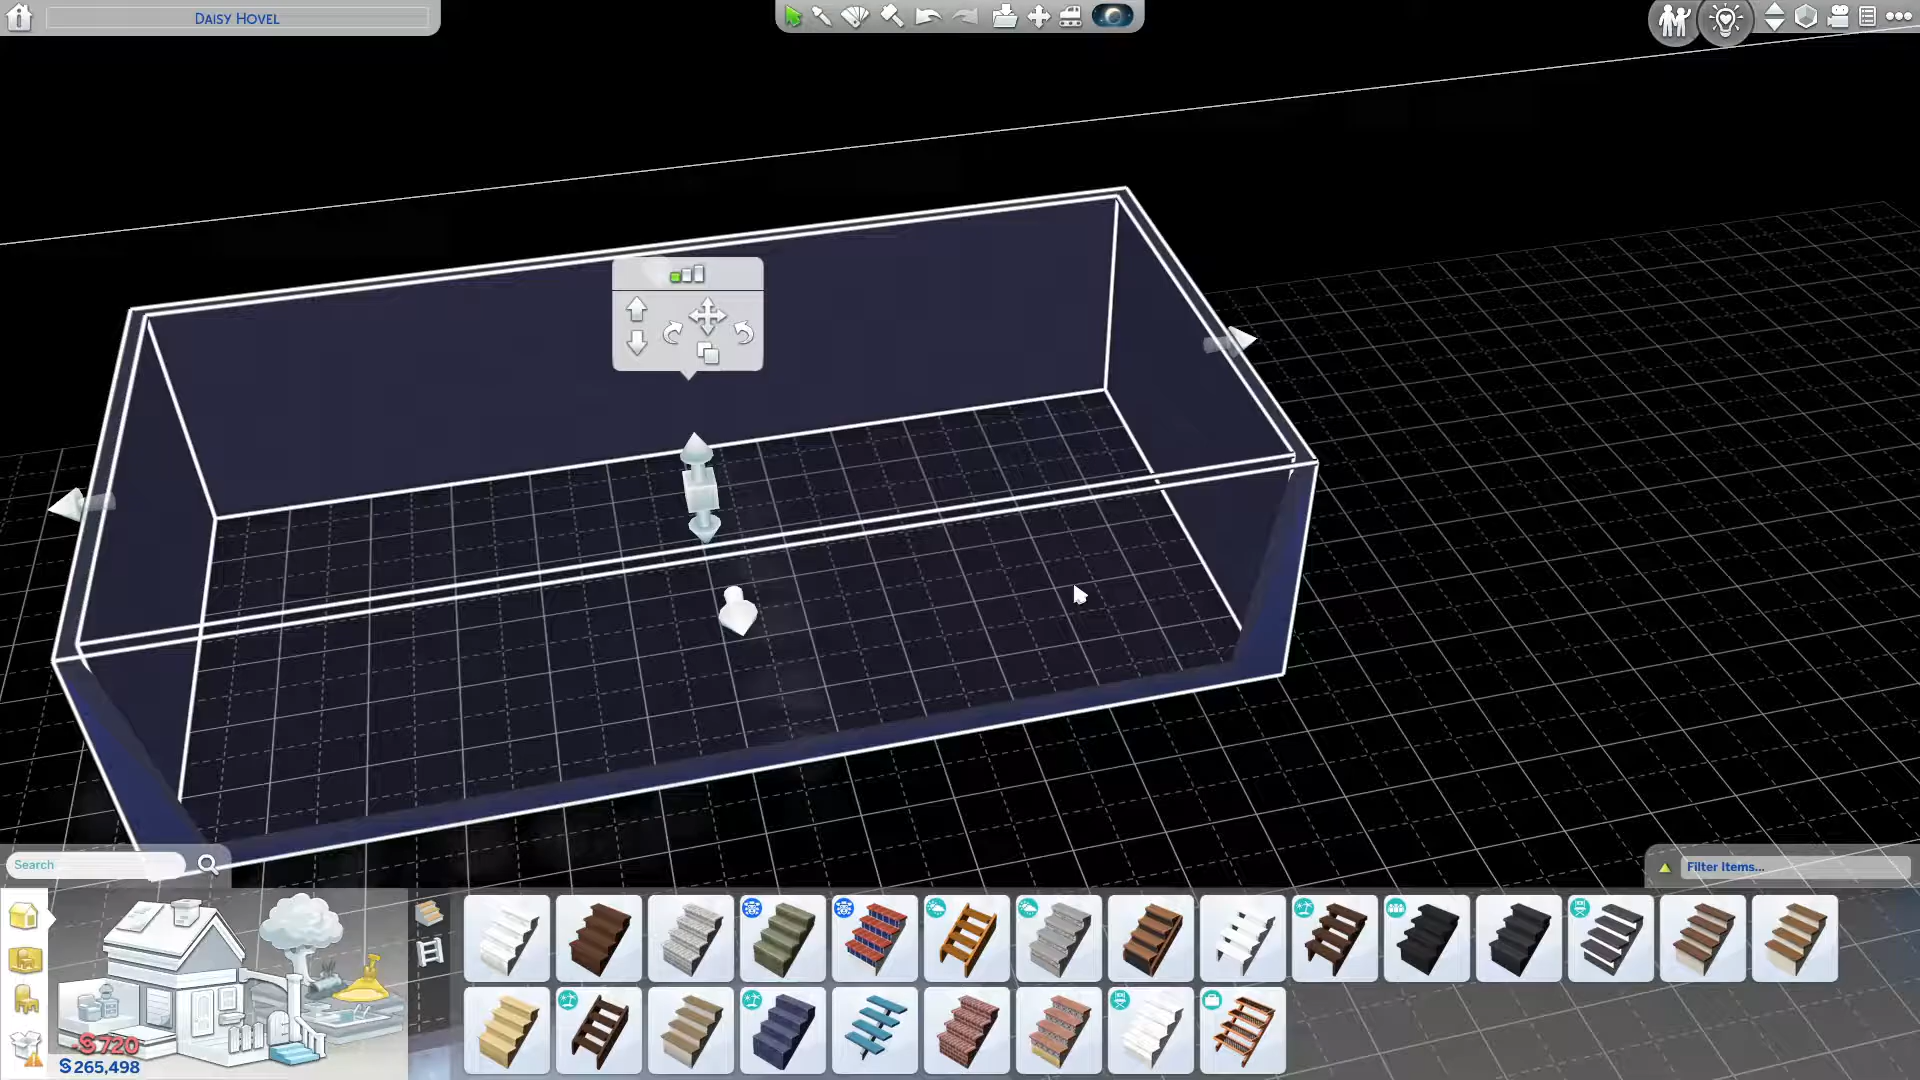 DAISY HOVEL
Search
Filter Items...
-§720
§265,498